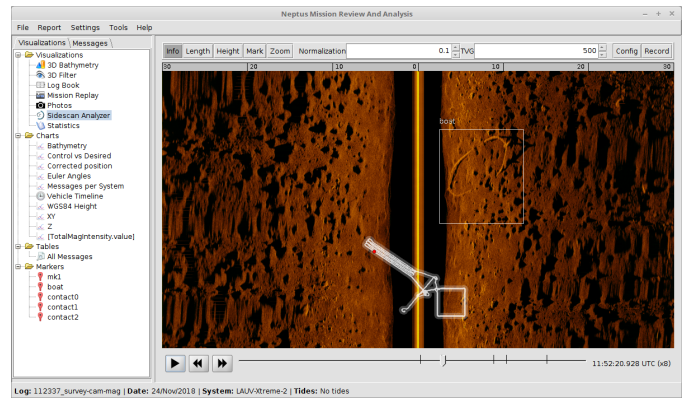 Neptus Mission Review And Analysis
File Report Settings Tools Help
Visualizations Messages
Info Length Height Mark Zoom Normalization 0.1 TVG 500 Config Record
30 20 10 0 10 20 30
Visualizations
3D Bathymetry
3D Filter
Log Book
Mission Replay
Photos
Sidescan Analyzer
Statistics
Charts
Bathymetry
Control vs Desired
Corrected position
Euler Angles
Messages per System
Vehicle Timeline
WGS84 Height
XY
Z
[TotalMagIntensity.value]
Tables
All Messages
Markers
mk1
boat
contact0
contact1
contact2
boat
11:52:20.928 UTC (x8)
Log: 112337_survey-cam-mag | Date: 24/Nov/2018 | System: LAUV-Xtreme-2 | Tides: No tides